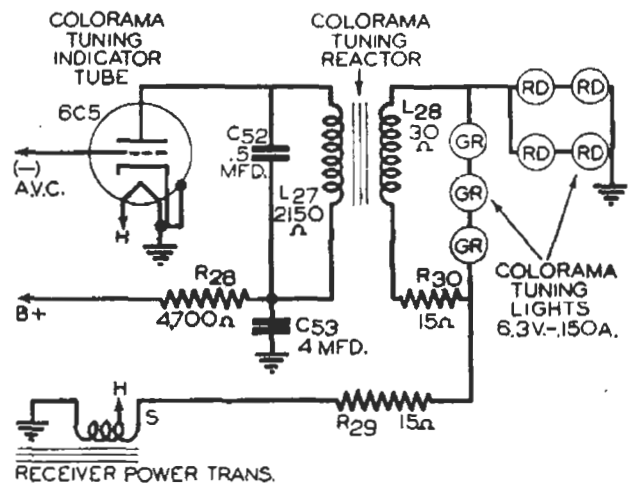 COLORAMA
TUNING
INDICATOR
TUBE
COLORAMA
TUNING
REACTOR
6C5
(-)
A.V.C.
H
C52
.5
MFD.
L27
2150
Ω
L28
30
Ω
RD
RD
RD
RD
GR
GR
GR
COLORAMA
TUNING
LIGHTS
6.3V.-.150A.
B+
R28
4,700Ω
C53
4 MFD.
R30
15Ω
H
S
R29
15Ω
RECEIVER POWER TRANS.